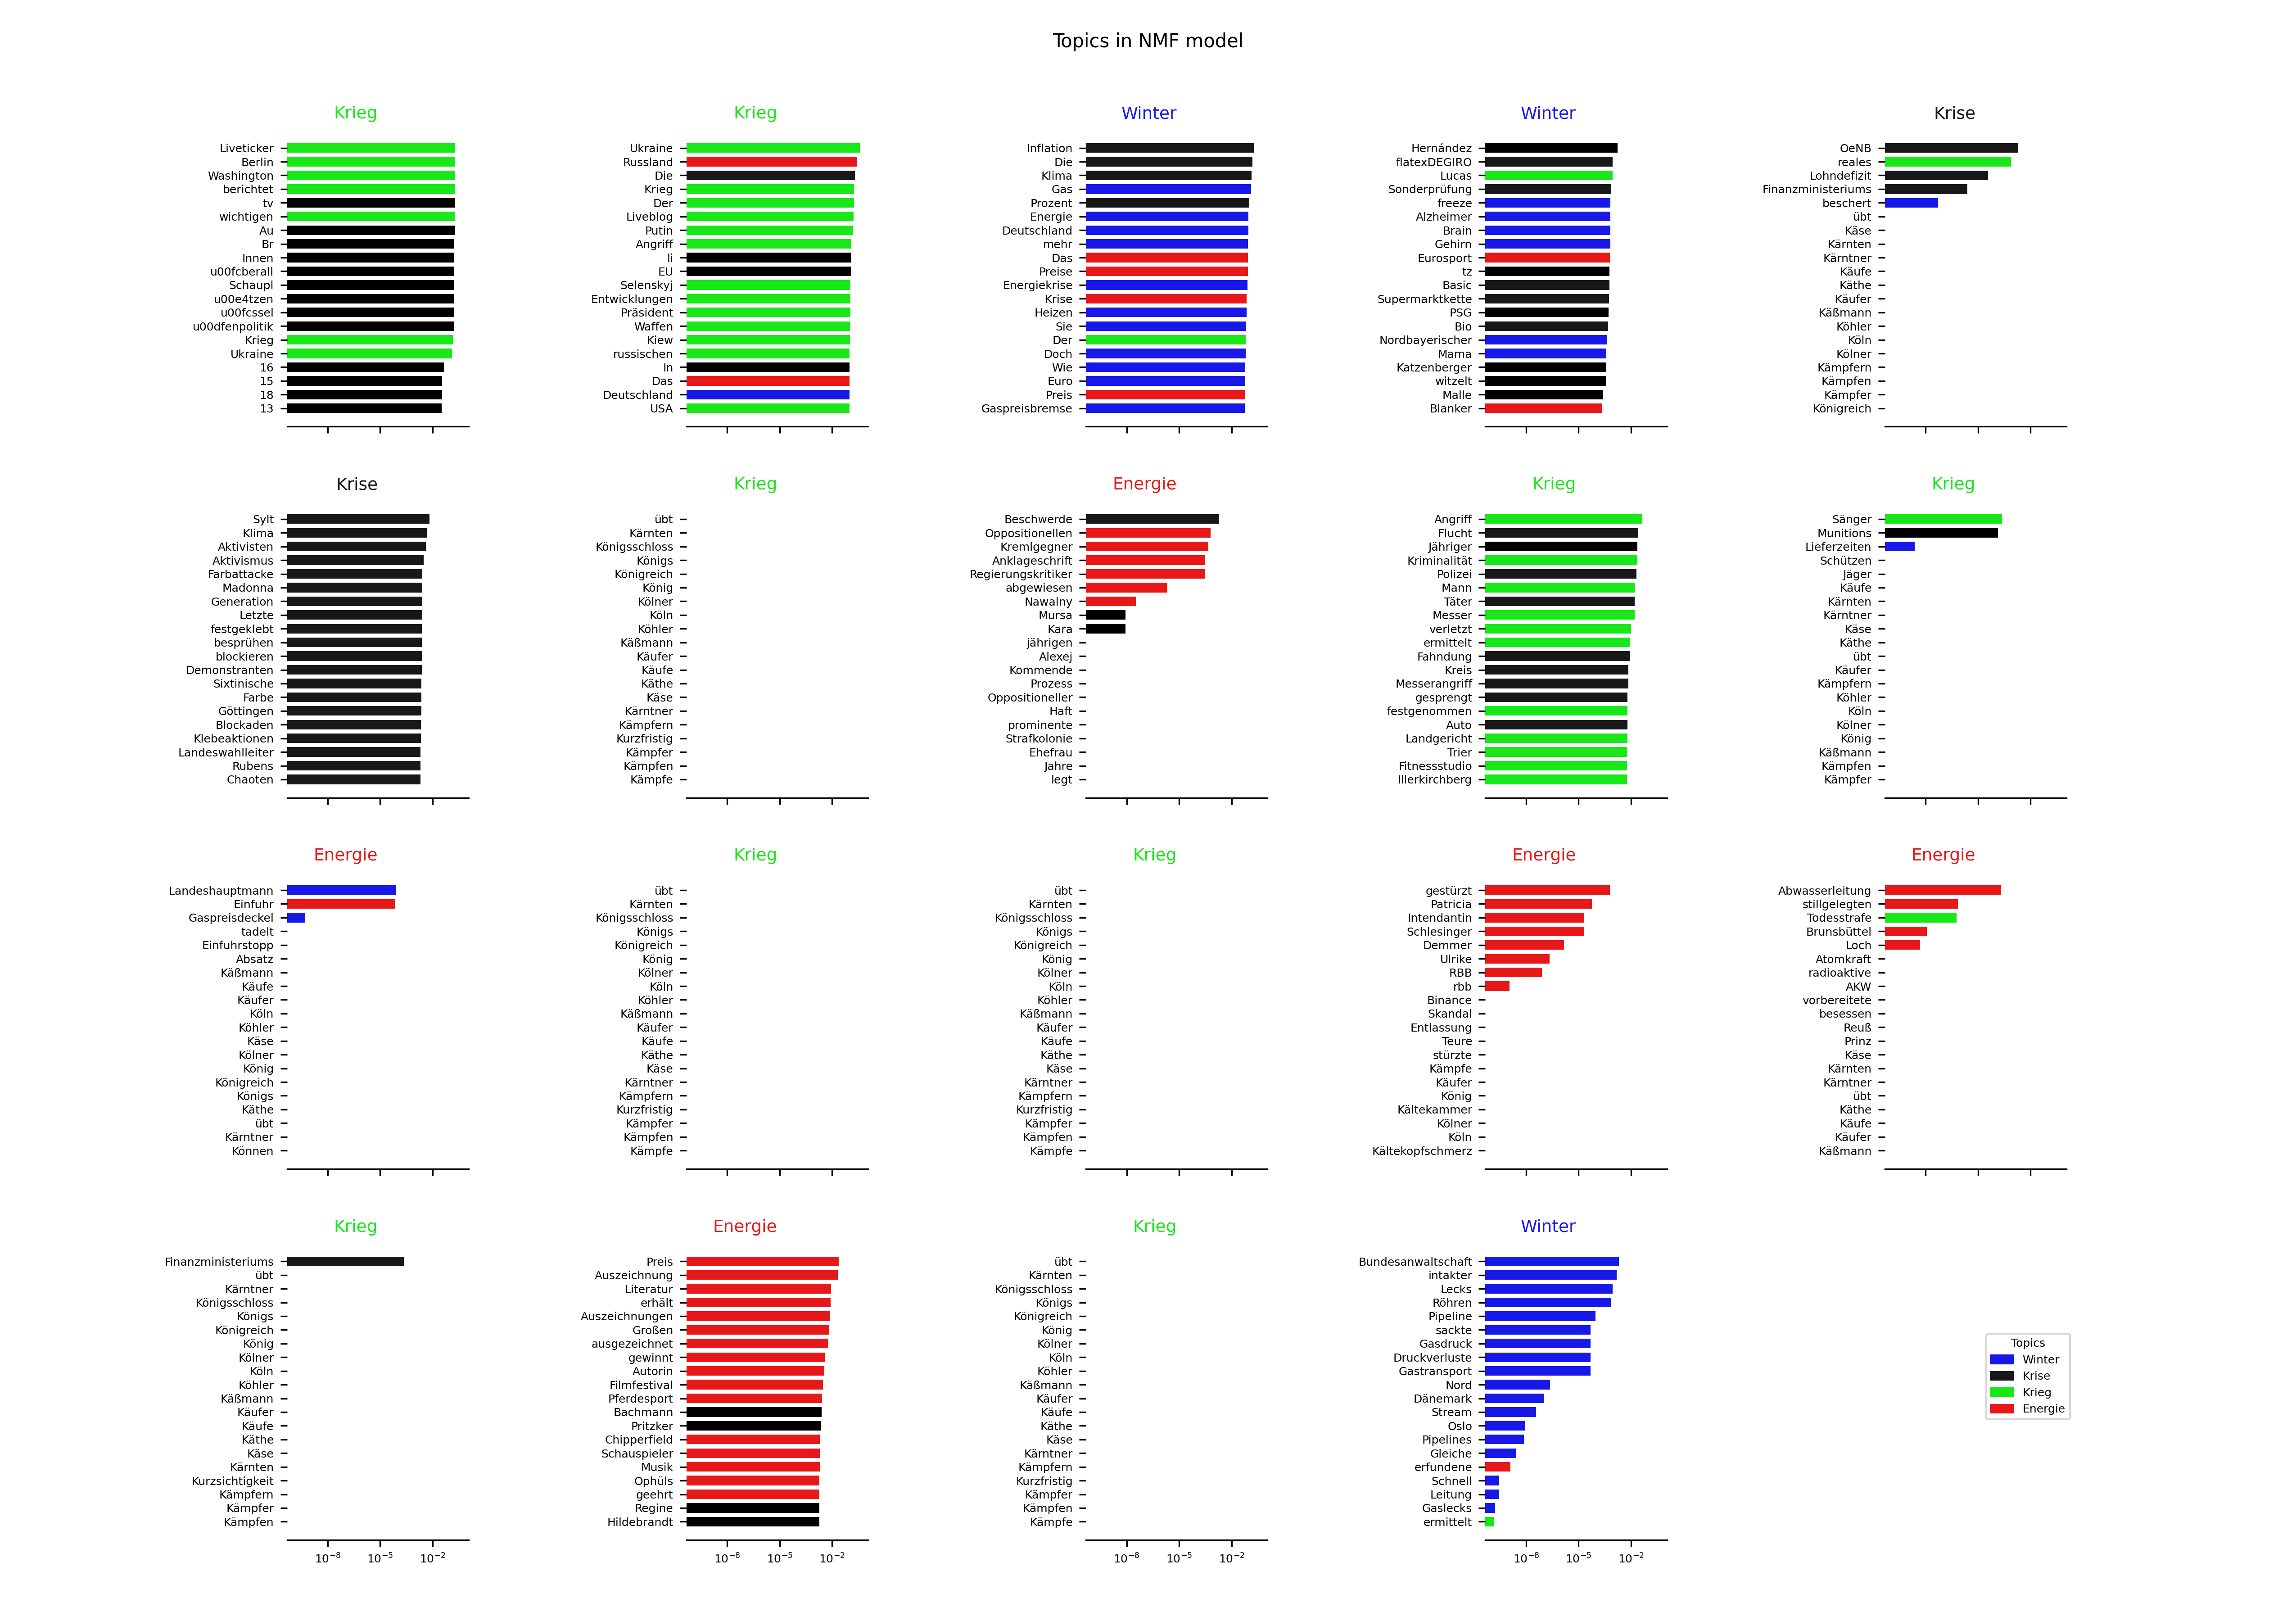 Topics in NMF model
Krieg
Liveticker
Berlin
Washington
berichtet
tv
wichtigen
Au
Br
Innen
u00fcberall
Schaupl
u00e4tzen
u00fcssel
u00dfenpolitik
Krieg
Ukraine
16
15
18
13
Krieg
Ukraine
Russland
Die
Krieg
Der
Liveblog
Putin
Angriff
li
EU
Selenskyj
Entwicklungen
Präsident
Waffen
Kiew
russischen
In
Das
Deutschland
USA
Winter
Inflation
Die
Klima
Gas
Prozent
Energie
Deutschland
mehr
Das
Preise
Energiekrise
Krise
Heizen
Sie
Der
Doch
Wie
Euro
Preis
Gaspreisbremse
Winter
Hernández
flatexDEGIRO
Lucas
Sonderprüfung
freeze
Alzheimer
Brain
Gehirn
Eurosport
tz
Basic
Supermarktkette
PSG
Bio
Nordbayerischer
Mama
Katzenberger
witzelt
Malle
Blanker
Krise
OeNB
reales
Lohndefizit
Finanzministeriums
beschert
übt
Käse
Kärnten
Kärntner
Käufe
Käthe
Käufer
Käßmann
Köhler
Köln
Kölner
Kämpfern
Kämpfen
Kämpfer
Königreich
Krise
Sylt
Klima
Aktivisten
Aktivismus
Farbattacke
Madonna
Generation
Letzte
festgeklebt
besprühen
blockieren
Demonstranten
Sixtinische
Farbe
Göttingen
Blockaden
Klebeaktionen
Landeswahlleiter
Rubens
Chaoten
Krieg
übt
Kärnten
Königsschloss
Königs
Königreich
König
Kölner
Köln
Köhler
Käßmann
Käufer
Käufe
Käthe
Käse
Kärntner
Kämpfern
Kurzfristig
Kämpfer
Kämpfen
Kämpfe
Energie
Beschwerde
Oppositionellen
Kremlgegner
Anklageschrift
Regierungskritiker
abgewiesen
Nawalny
Mursa
Kara
jährigen
Alexej
Kommende
Prozess
Oppositioneller
Haft
prominente
Strafkolonie
Ehefrau
Jahre
legt
Krieg
Angriff
Flucht
Jähriger
Kriminalität
Polizei
Mann
Täter
Messer
verletzt
ermittelt
Fahndung
Kreis
Messerangriff
gesprengt
festgenommen
Auto
Landgericht
Trier
Fitnessstudio
Illerkirchberg
Krieg
Sänger
Munitions
Lieferzeiten
Schützen
Jäger
Käufe
Kärnten
Kärntner
Käse
Käthe
übt
Käufer
Kämpfern
Köhler
Köln
Kölner
König
Käßmann
Kämpfen
Kämpfer
Energie
Landeshauptmann
Einfuhr
Gaspreisdeckel
tadelt
Einfuhrstopp
Absatz
Käßmann
Käufe
Käufer
Köln
Köhler
Käse
Kölner
König
Königreich
Königs
Käthe
übt
Kärntner
Können
Krieg
übt
Kärnten
Königsschloss
Königs
Königreich
König
Kölner
Köln
Köhler
Käßmann
Käufer
Käufe
Käthe
Käse
Kärntner
Kämpfern
Kurzfristig
Kämpfer
Kämpfen
Kämpfe
Krieg
übt
Kärnten
Königsschloss
Königs
Königreich
König
Kölner
Köln
Köhler
Käßmann
Käufer
Käufe
Käthe
Käse
Kärntner
Kämpfern
Kurzfristig
Kämpfer
Kämpfen
Kämpfe
Energie
gestürzt
Patricia
Intendantin
Schlesinger
Demmer
Ulrike
RBB
rbb
Binance
Skandal
Entlassung
Teure
stürzte
Kämpfe
Käufer
König
Kältekammer
Kölner
Köln
Kältekopfschmerz
Energie
Abwasserleitung
stillgelegten
Todesstrafe
Brunsbüttel
Loch
Atomkraft
radioaktive
AKW
vorbereitete
besessen
Reuß
Prinz
Käse
Kärnten
Kärntner
übt
Käthe
Käufe
Käufer
Käßmann
Krieg
Finanzministeriums
übt
Kärntner
Königsschloss
Königs
Königreich
König
Kölner
Köln
Köhler
Käßmann
Käufer
Käufe
Käthe
Käse
Kärnten
Kurzsichtigkeit
Kämpfern
Kämpfer
Kämpfen
10⁻⁸ 10⁻⁵ 10⁻²
Energie
Preis
Auszeichnung
Literatur
erhält
Auszeichnungen
Großen
ausgezeichnet
gewinnt
Autorin
Filmfestival
Pferdesport
Bachmann
Pritzker
Chipperfield
Schauspieler
Musik
Ophüls
geehrt
Regine
Hildebrandt
10⁻⁸ 10⁻⁵ 10⁻²
Krieg
übt
Kärnten
Königsschloss
Königs
Königreich
König
Kölner
Köln
Köhler
Käßmann
Käufer
Käufe
Käthe
Käse
Kärntner
Kämpfern
Kurzfristig
Kämpfer
Kämpfen
Kämpfe
10⁻⁸ 10⁻⁵ 10⁻²
Winter
Bundesanwaltschaft
intakter
Lecks
Röhren
Pipeline
sackte
Gasdruck
Druckverluste
Gastransport
Nord
Dänemark
Stream
Oslo
Pipelines
Gleiche
erfundene
Schnell
Leitung
Gaslecks
ermittelt
10⁻⁸ 10⁻⁵ 10⁻²
Topics
Winter
Krise
Krieg
Energie